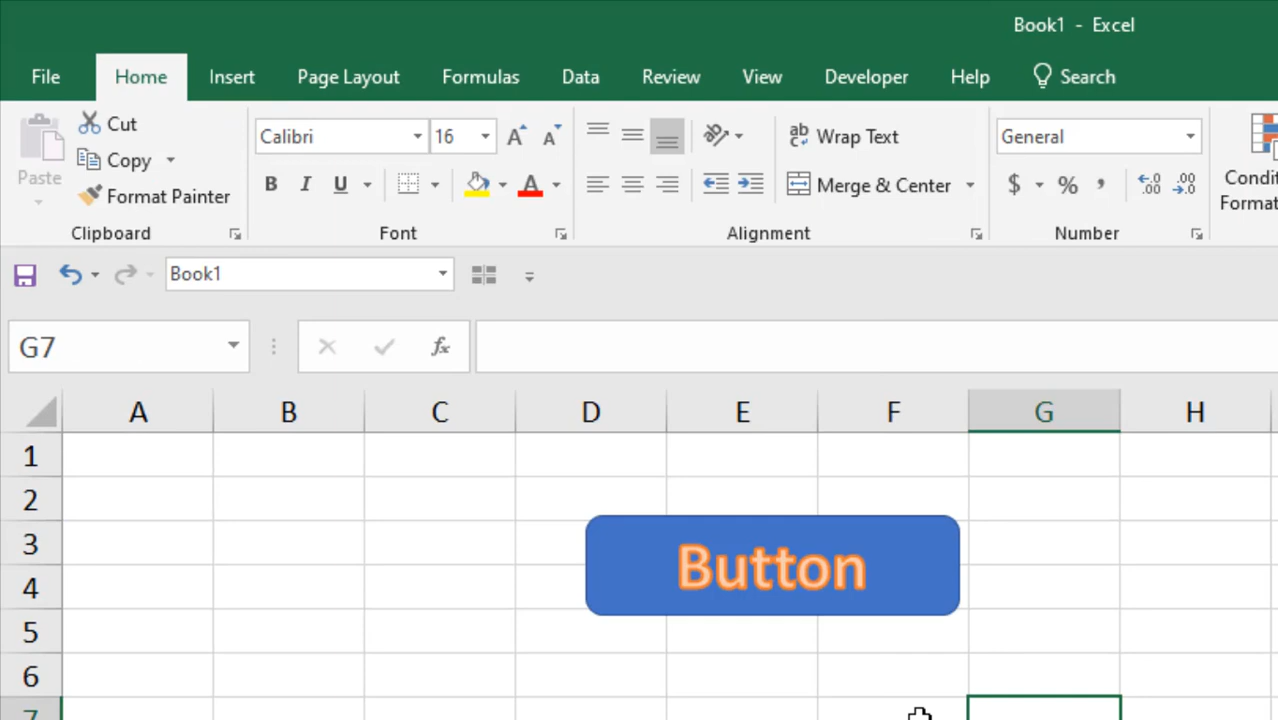 Book1 - Excel
File Home Insert Page Layout Formulas Data Review View Developer Help Search
Paste
Cut
Copy
Format Painter
Clipboard
Calibri 16
B I U A
Font
ab Wrap Text
Merge & Center
Alignment
General
$ % ,
Number
Condit
Format
Book1
G7
fx
A B C D E F G H
1
2
3
4
5
6
7
Button